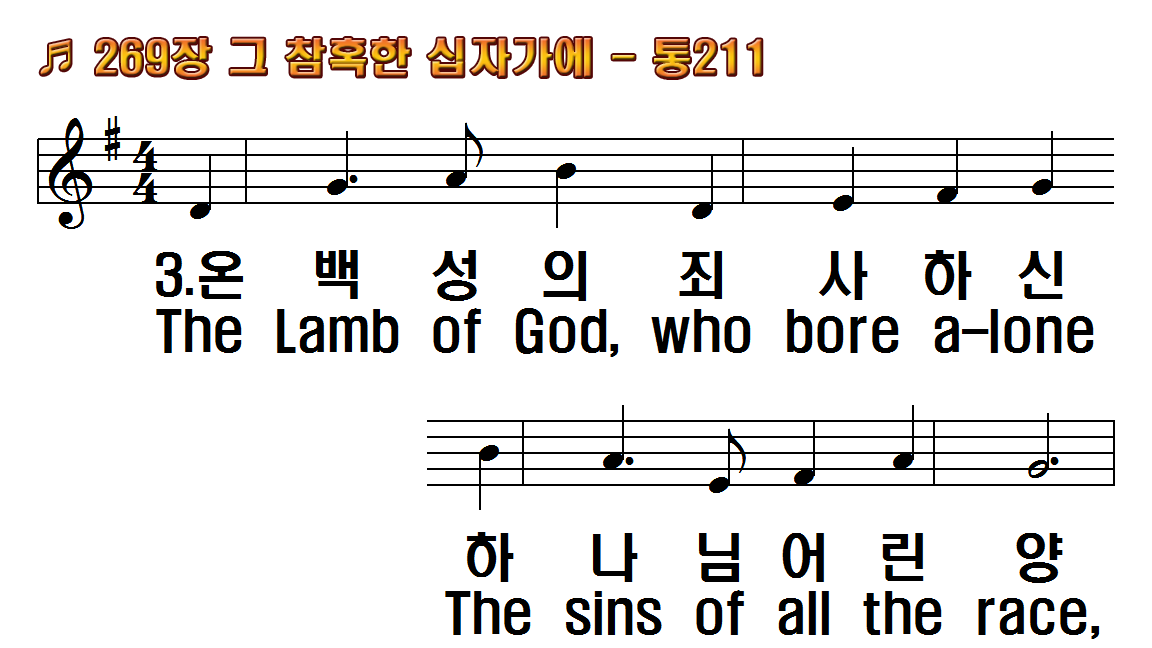 ♬ 269장 그 참혹한 십자가에 - 통211
3.온 백 성 의 죄 사 하 신
The Lamb of God, who bore a-lone
하 나 님 어 린 양
The sins of all the race,